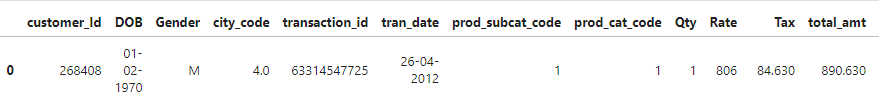 customer_Id DOB Gender city_code transaction_id tran_date prod_subcat_code prod_cat_code Qty Rate Tax total_amt
0 268408 01-02-1970 M 4.0 63314547725 26-04-2012 1 1 1 806 84.630 890.630